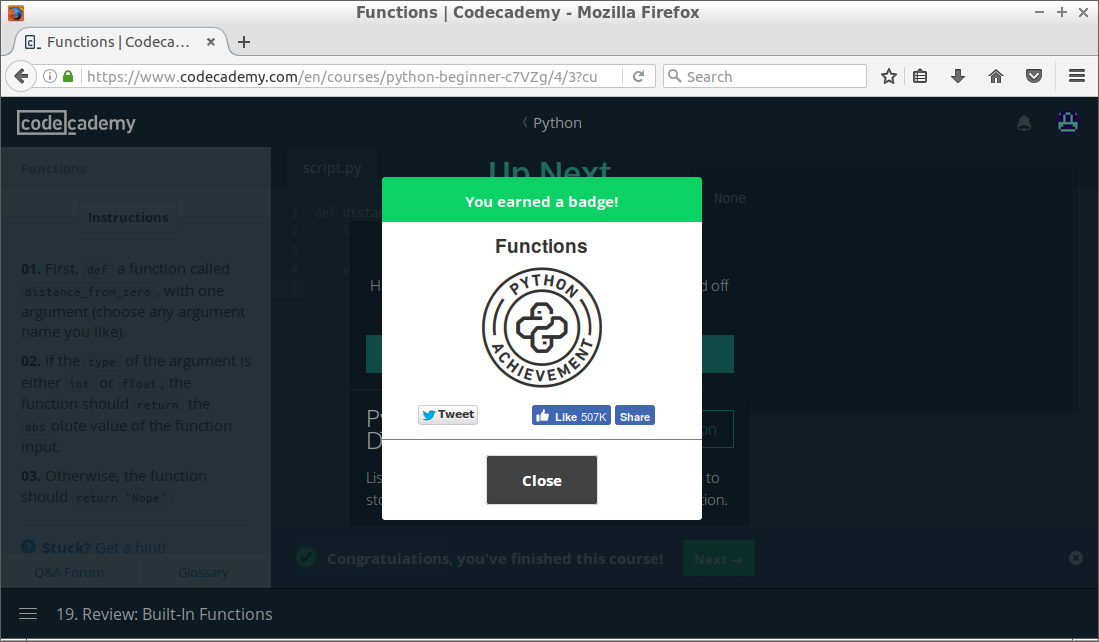 Functions | Codecademy - Mozilla Firefox
Functions | Codeca...
https://www.codecademy.com/en/courses/python-beginner-c7VZg/4/3?cu
Search
codecademy
Python
Functions
script.py
Up Next
You earned a badge!
None
Instructions
1 def distan
2
3
4
5
Functions
PYTHON
ACHIEVEMENT
01. First, def a function called
distance_from_zero, with one
argument (choose any argument
name you like).
02. If the type of the argument is
either int or float, the
function should return the
abs olute value of the function
input.
03. Otherwise, the function
should return "Nope"
d off
Tweet
Like 507K
Share
Lis
to
sto
ion.
Close
Stuck? Get a hint!
Q&A Forum
Glossary
Congratulations, you've finished this course!
Next →
19. Review: Built-In Functions